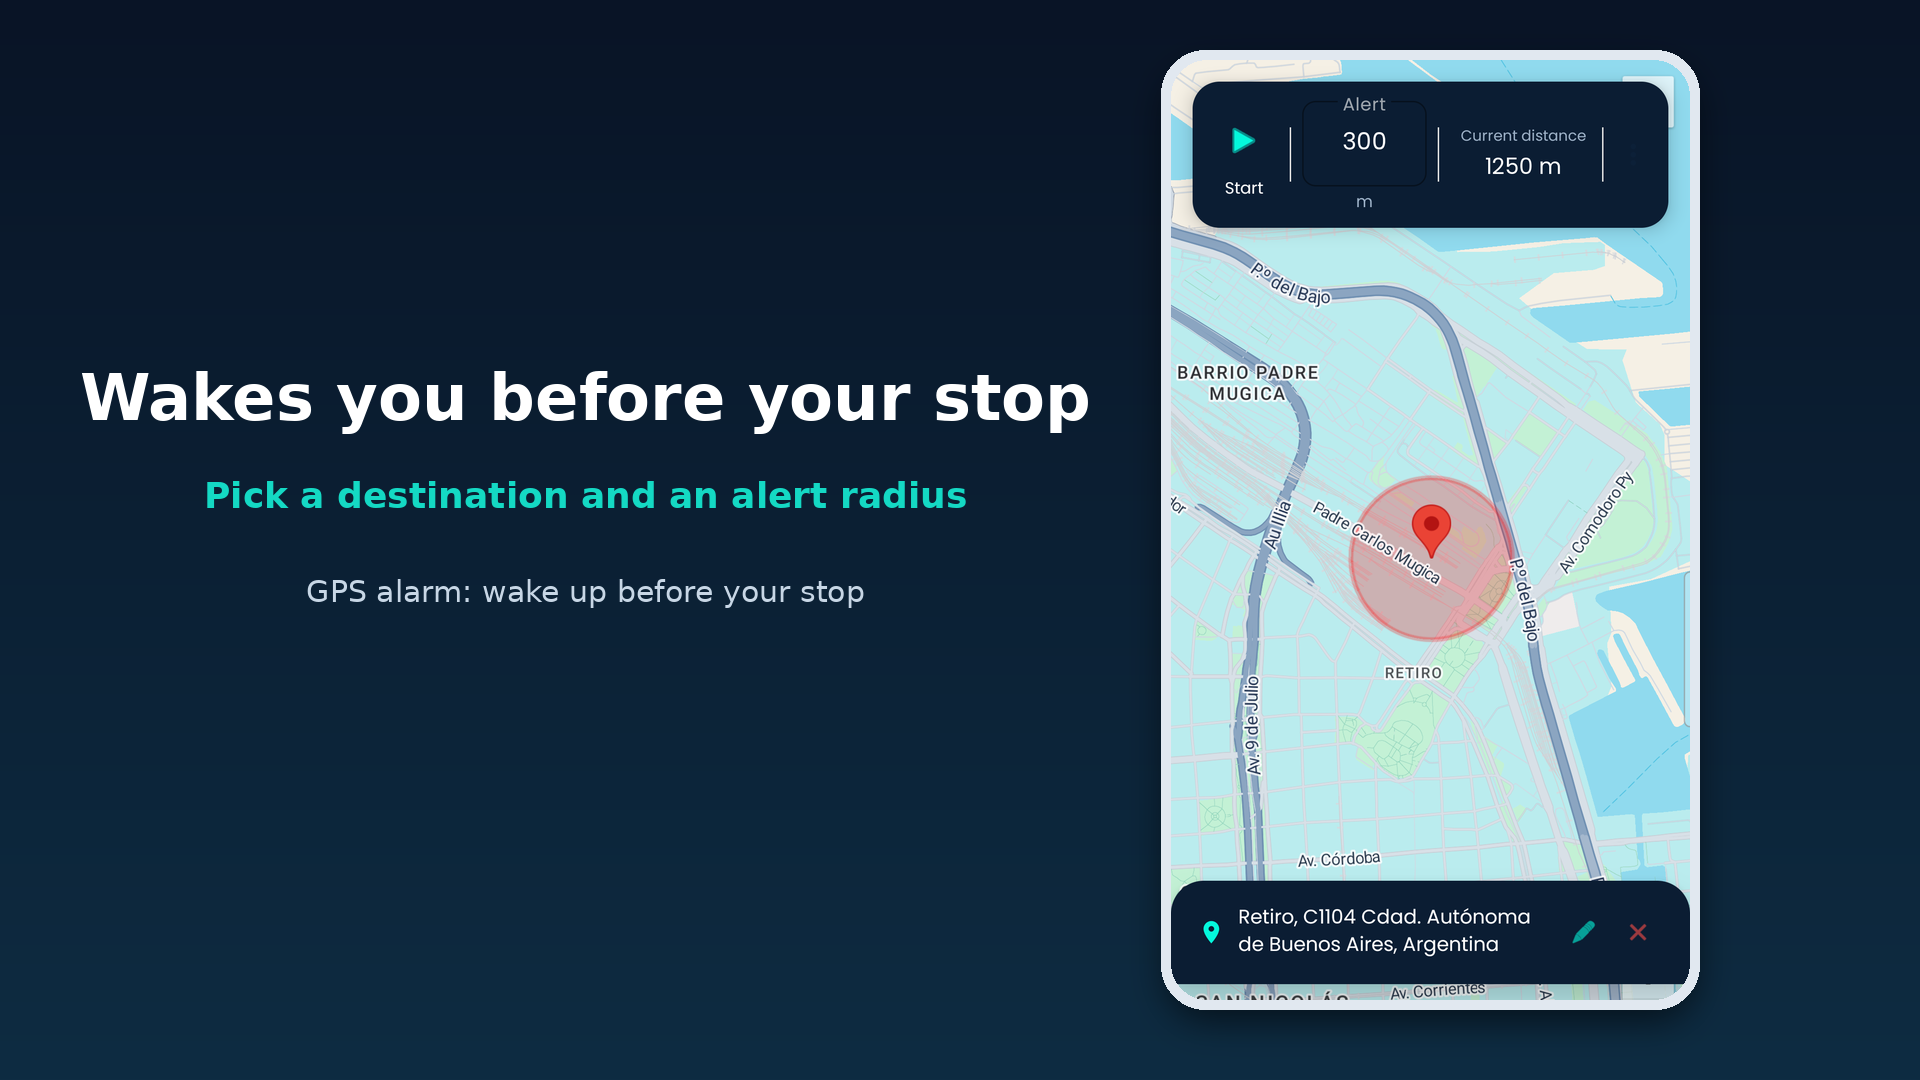 Wakes you before your stop
Pick a destination and an alert radius
GPS alarm: wake up before your stop
Alert
300
m
Start
Current distance
1250 m
P.º del Bajo
BARRIO PADRE
MUGICA
Au Illia
Padre Carlos Mugica
Av. Comodoro Py
P.º del Bajo
RETIRO
Av. 9 de Julio
Av. Córdoba
Retiro, C1104 Cdad. Autónoma
de Buenos Aires, Argentina
SAN NICOLÁS
Av. Corrientes